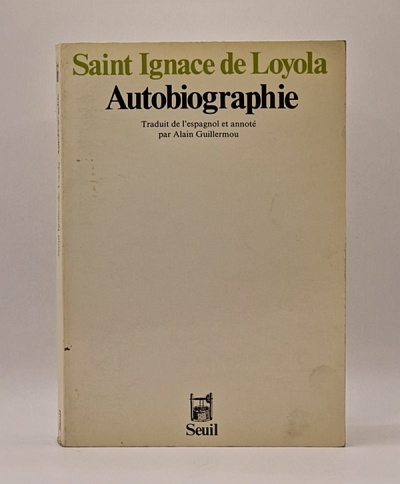 Saint Ignace de Loyola
Autobiographie
Traduit de l'espagnol et annoté
par Alain Guillermou
Seuil